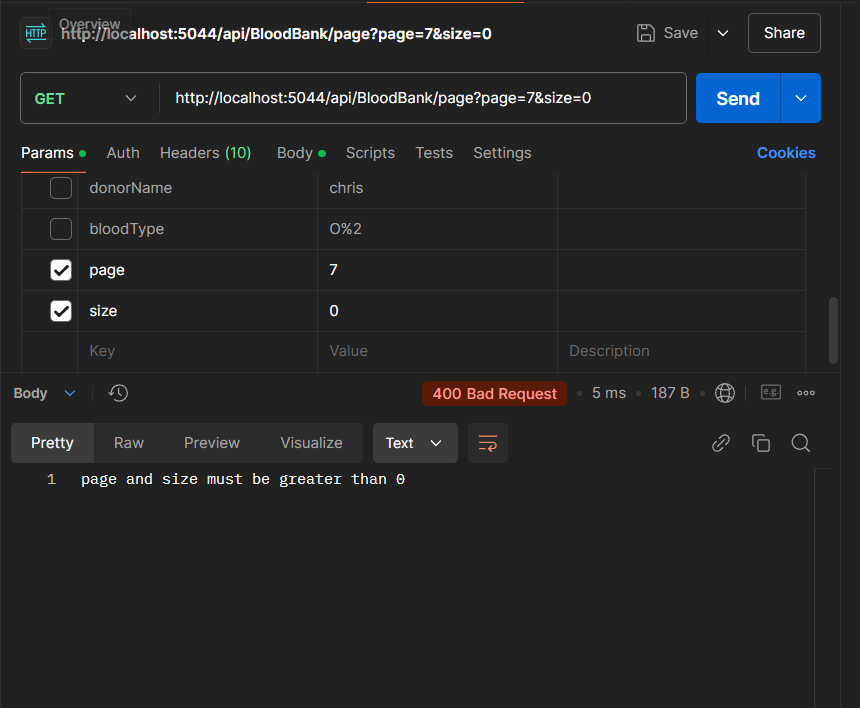 Overview
HTTP http://localhost:5044/api/BloodBank/page?page=7&size=0 Save Share
GET http://localhost:5044/api/BloodBank/page?page=7&size=0 Send
Params Auth Headers (10) Body Scripts Tests Settings Cookies
donorName chris
bloodType O%2
page 7
size 0
Key Value Description
Body 400 Bad Request 5 ms 187 B e.g.
Pretty Raw Preview Visualize Text
1 page and size must be greater than 0